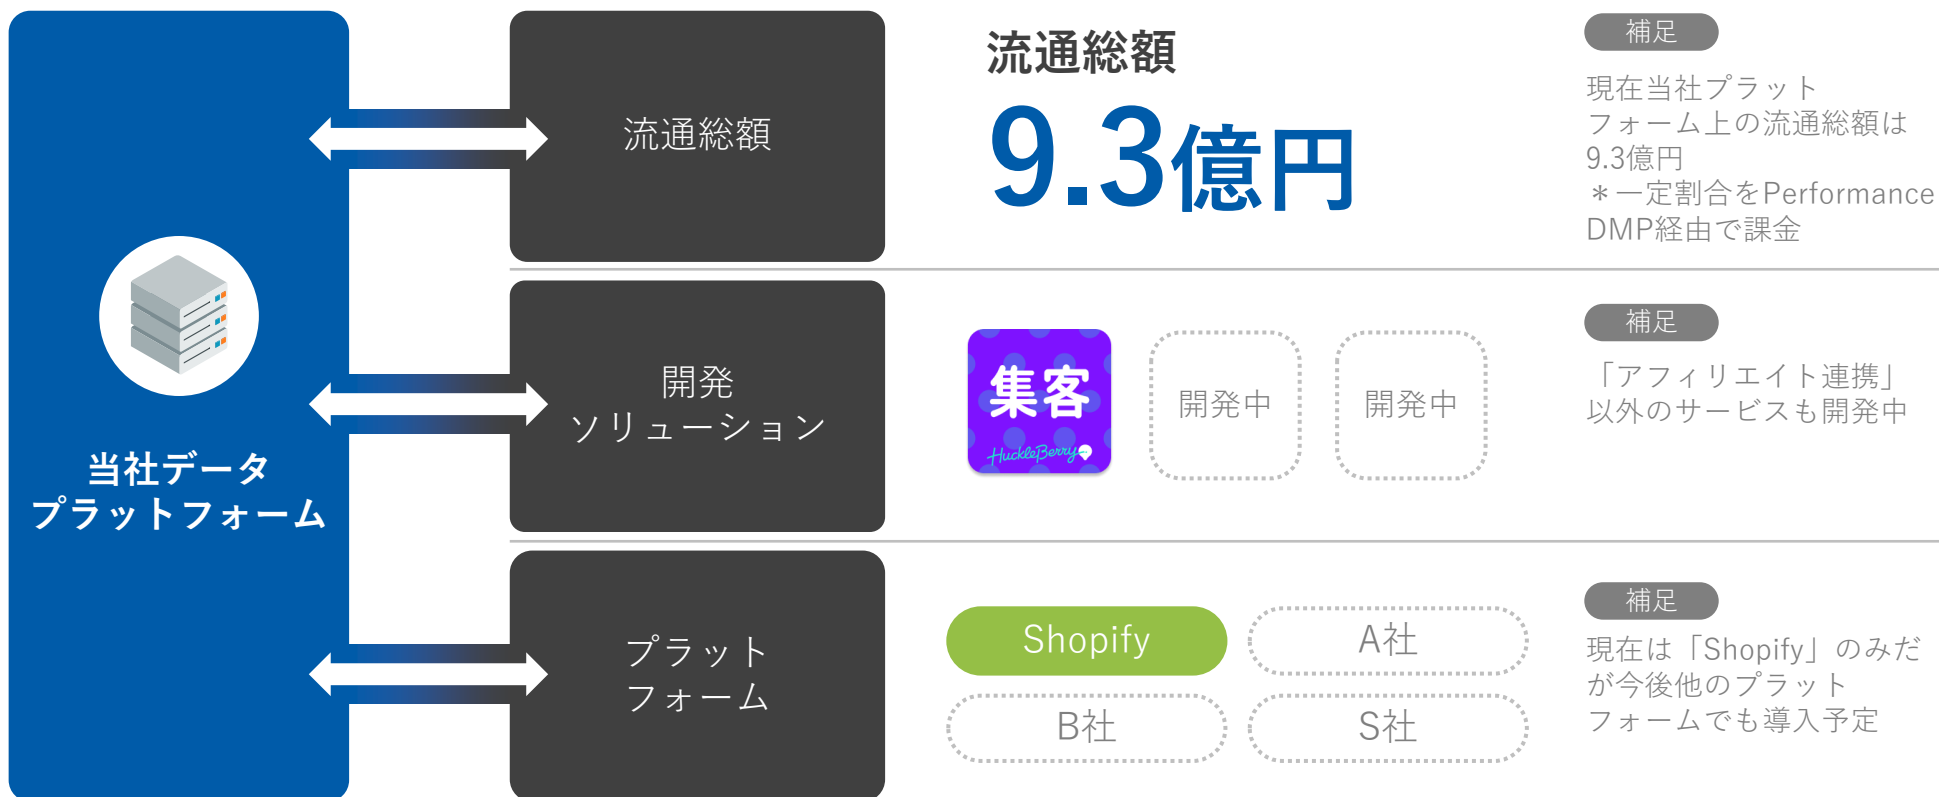 当社データ
プラットフォーム
流通総額
流通総額
9.3億円
補足
現在当社プラット
フォーム上の流通総額は
9.3億円
＊一定割合をPerformance
DMP経由で課金
開発
ソリューション
集客
HuckleBerry
開発中
開発中
補足
「アフィリエイト連携」
以外のサービスも開発中
プラット
フォーム
Shopify
A社
B社
S社
補足
現在は「Shopify」のみだ
が今後他のプラット
フォームでも導入予定